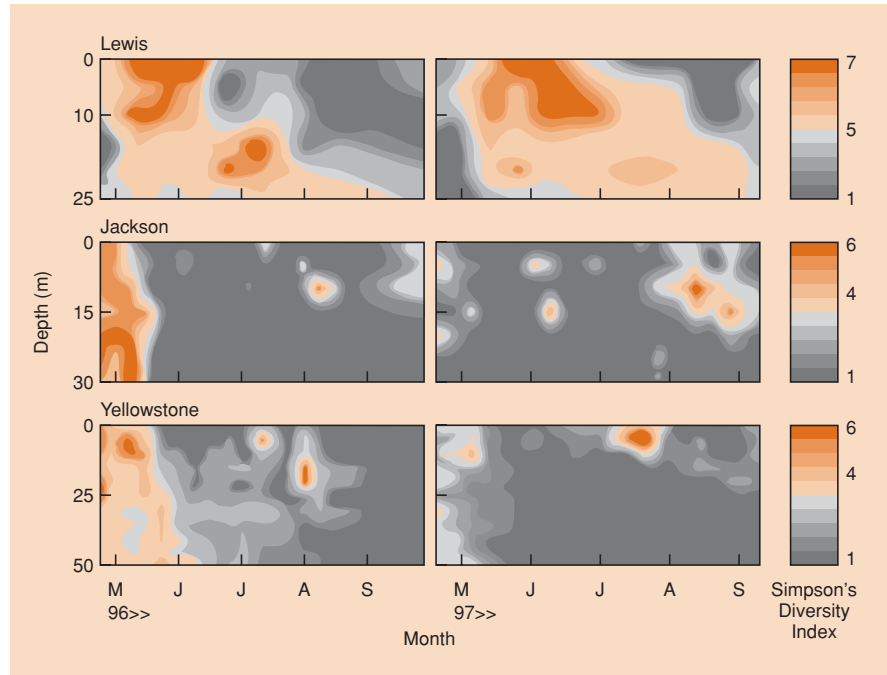 Lewis
0
10
25
7
5
1
Jackson
0
15
30
6
4
1
Depth (m)
Yellowstone
0
25
50
6
4
1
M J J A S M J J A S
96>> 97>>
Month
Simpson's
Diversity
Index